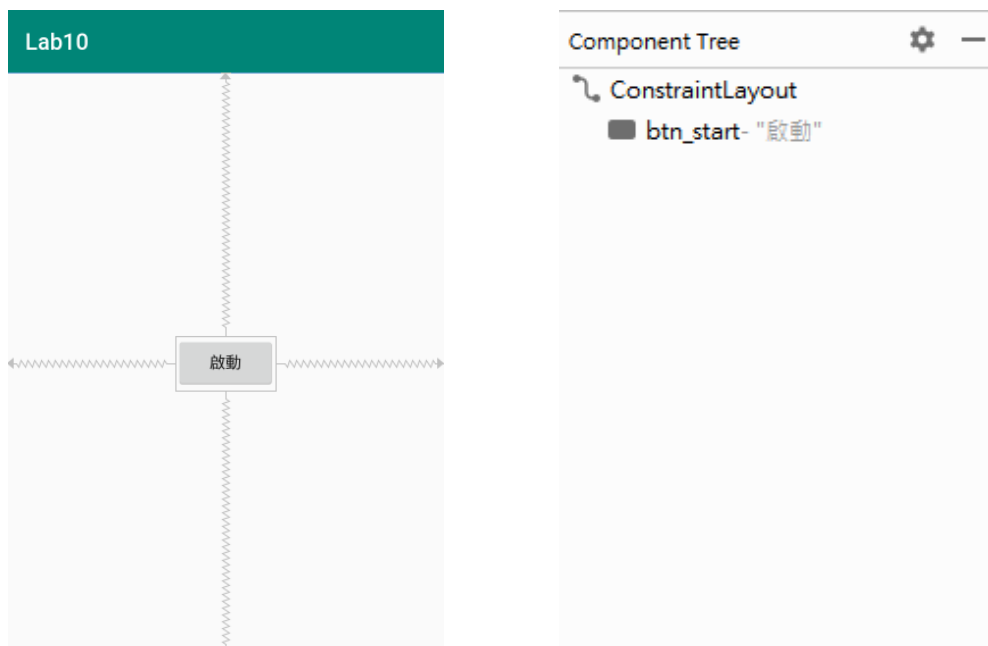 Lab10
啟動
Component Tree
ConstraintLayout
btn_start- "啟動"